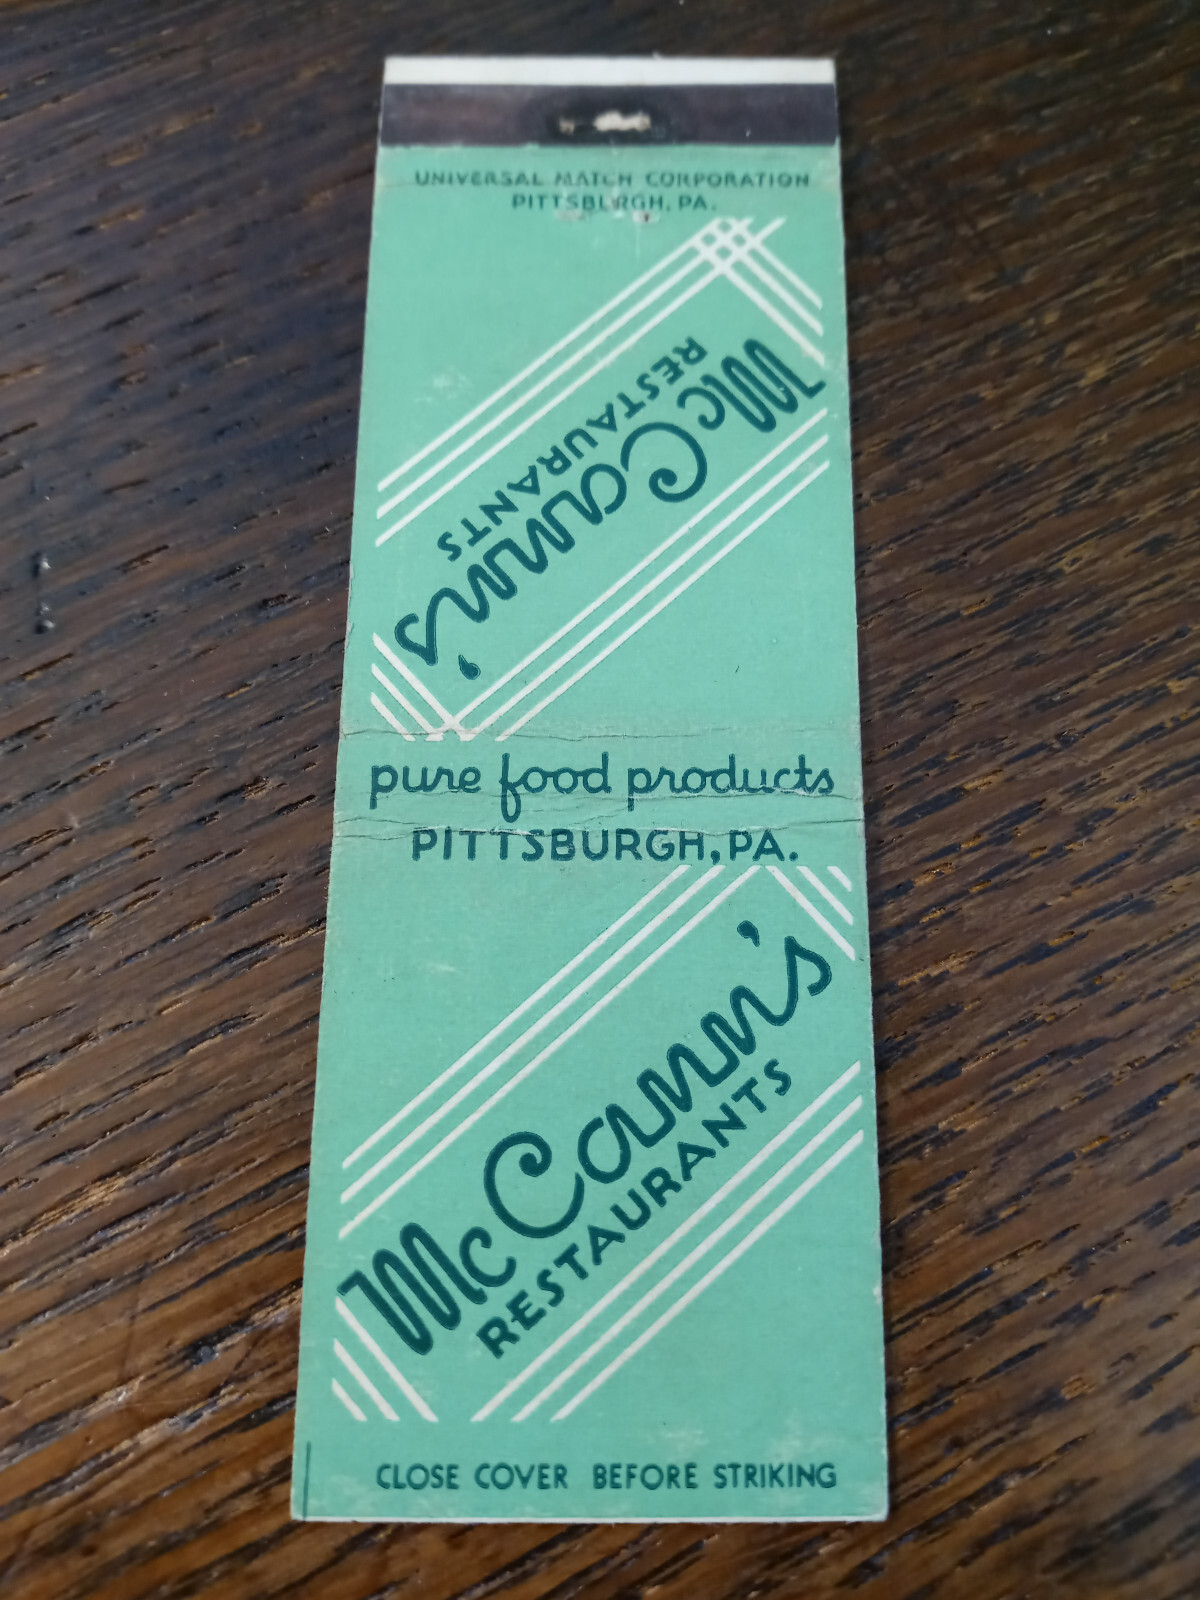 UNIVERSAL MATCH CORPORATION
PITTSBURGH, PA.
McCann's
RESTAURANTS
pure food products
PITTSBURGH, PA.
McCann's
RESTAURANTS
CLOSE COVER BEFORE STRIKING